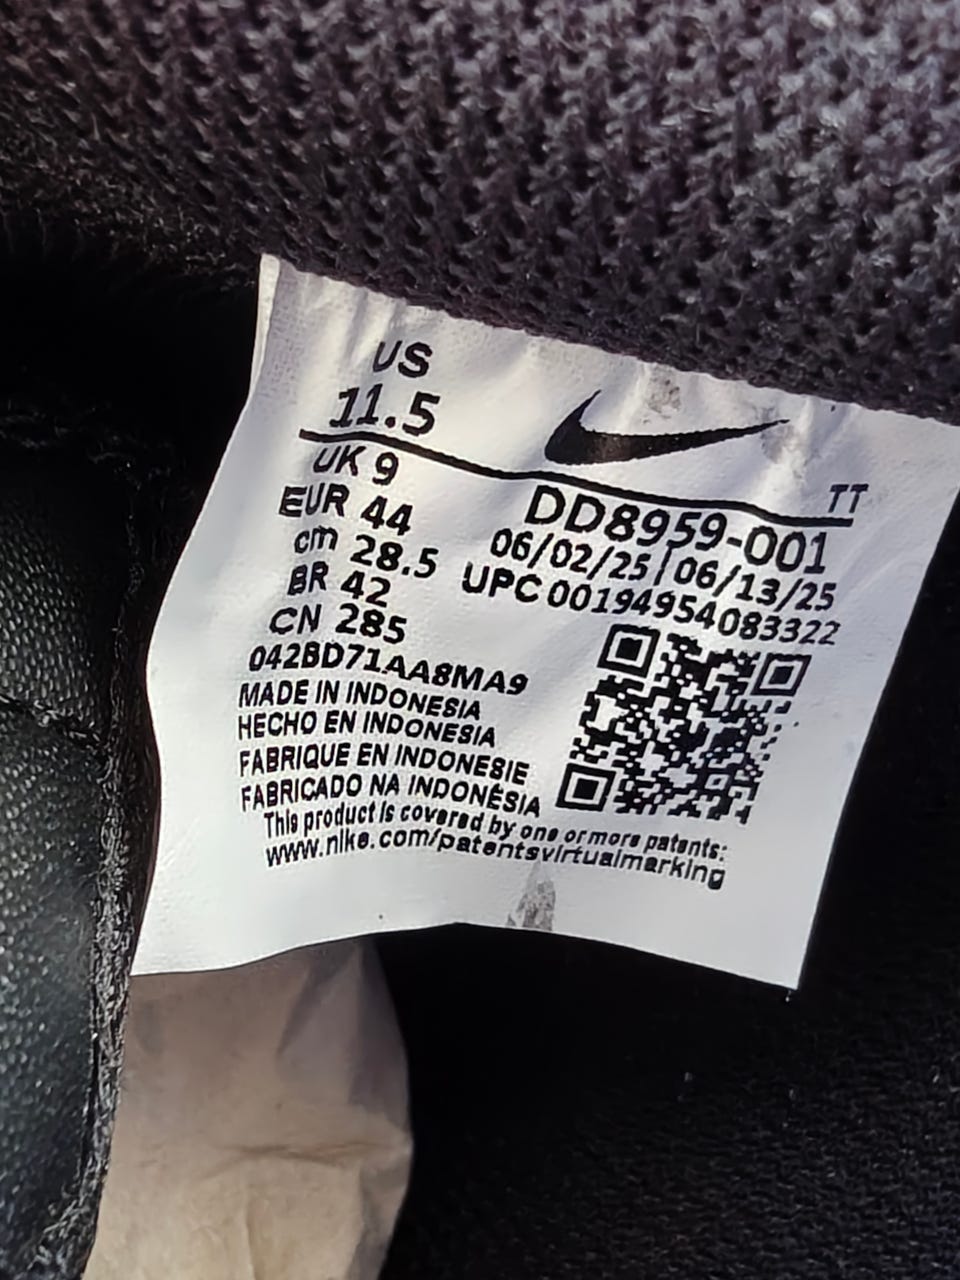 US
11.5
UK 9
EUR 44
cm 28.5
BR 42
CN 285
TT
DD8959-001
06/02/25 | 06/13/25
UPC 00194954083322
042BD71AA8MA9
MADE IN INDONESIA
HECHO EN INDONESIA
FABRIQUE EN INDONESIE
FABRICADO NA INDONÉSIA
This product is covered by one or more patents:
www.nike.com/patentsvirtualmarking